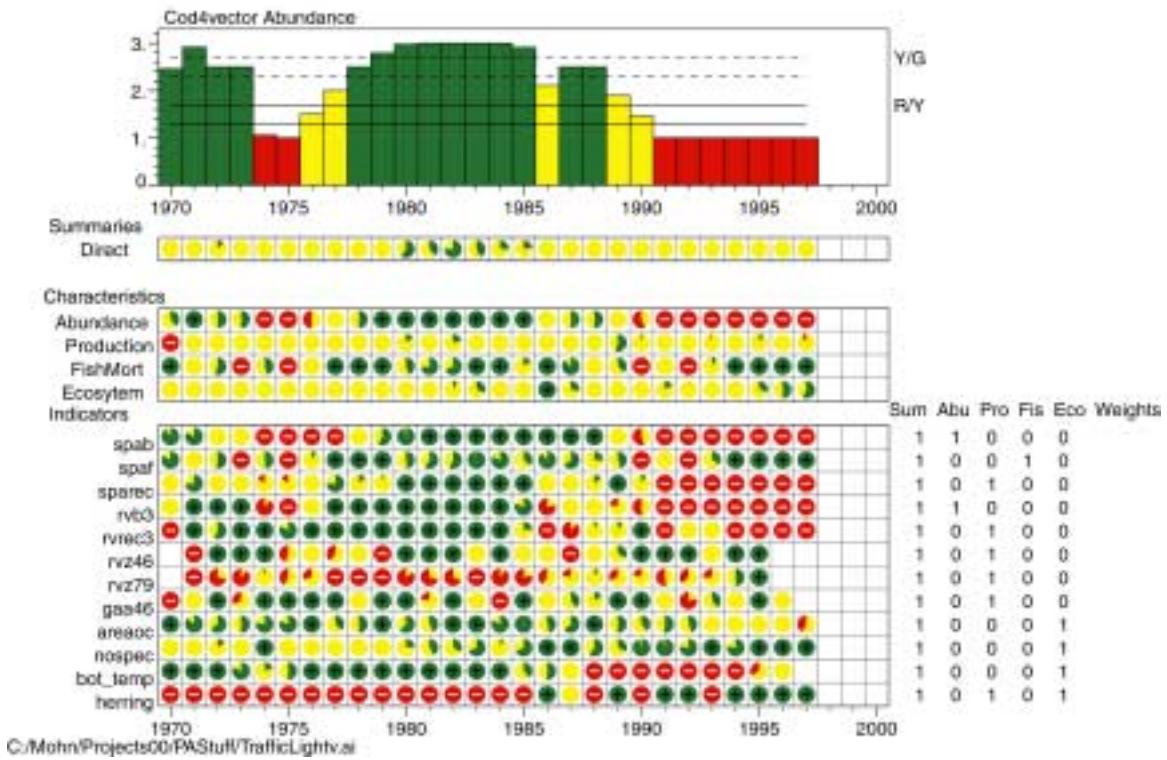 Cod4vector Abundance
3.
2.
1.
0.
Y/G
R/Y
1970 1975 1980 1985 1990 1995 2000
Summaries
Direct
Characteristics
Abundance
Production
FishMort
Ecosytem
Indicators
Sum Abu Pro Fis Eco Weights
spab 1 1 0 0 0
spaf 1 0 0 1 0
sparec 1 0 1 0 0
rvb3 1 1 0 0 0
rvrec3 1 0 1 0 0
rvz46 1 0 1 0 0
rvz79 1 0 1 0 0
gaa46 1 0 1 0 0
areaoc 1 0 0 0 1
nospec 1 0 0 0 1
bot_temp 1 0 0 0 1
herring 1 0 1 0 1
1970 1975 1980 1985 1990 1995 2000
C:/Mohn/Projects00/PAStuff/TrafficLightv.ai